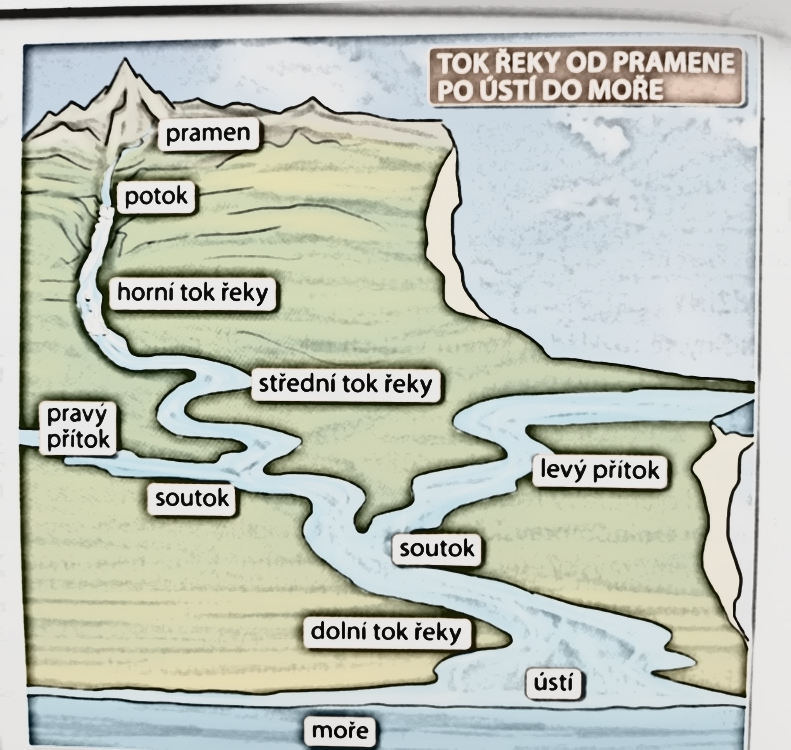 TOK ŘEKY OD PRAMENE
PO ÚSTÍ DO MOŘE
pramen
potok
horní tok řeky
střední tok řeky
pravý
přítok
levý přítok
soutok
soutok
dolní tok řeky
ústí
moře